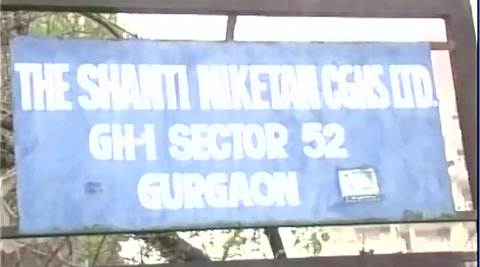 THE SHANTI NIKETAN CGHS LTD.
GH-1 SECTOR 52
GURGAON